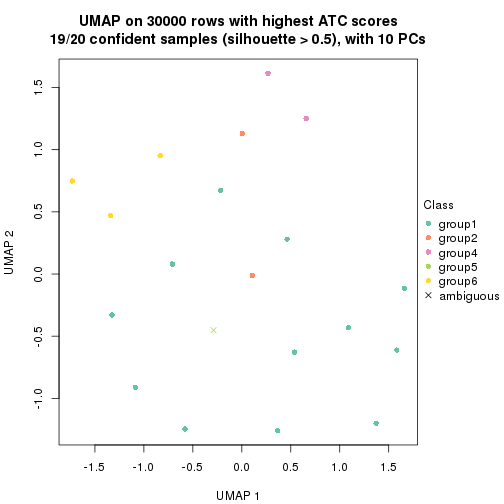 UMAP on 30000 rows with highest ATC scores
19/20 confident samples (silhouette > 0.5), with 10 PCs
1.5
1.0
0.5
0.0
-0.5
-1.0
UMAP 2
-1.5
-1.0
-0.5
0.0
0.5
1.0
1.5
UMAP 1
Class
group1
group2
group4
group5
group6
ambiguous